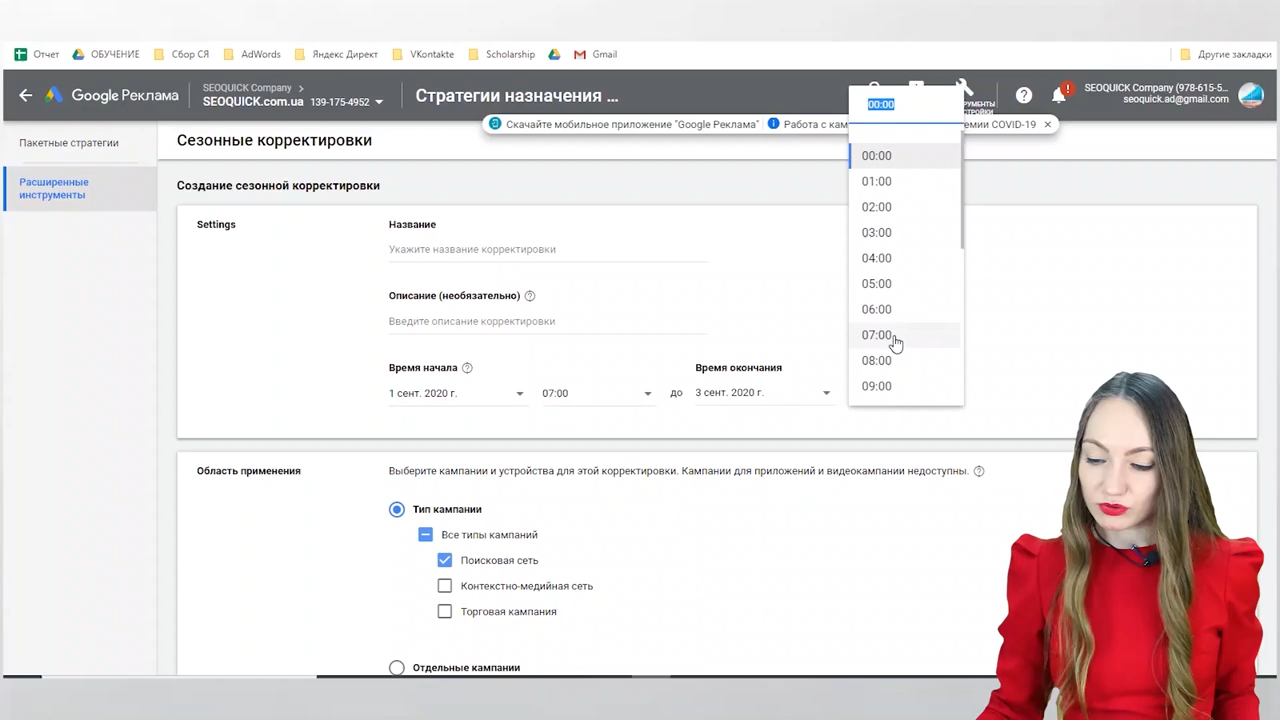 Отчет
ОБУЧЕНИЕ
Сбор СЯ
AdWords
Яндекс Директ
VKontakte
Scholarship
Gmail
Другие закладки
Google Реклама
SEOQUICK Company
SEOQUICK.com.ua 139-175-4952
Стратегии назначения ...
SEOQUICK Company (978-615-5...
seoquick.ad@gmail.com
Скачайте мобильное приложение "Google Реклама"
Работа с
COVID-19
Пакетные стратегии
Расширенные
инструменты
Сезонные корректировки
Создание сезонной корректировки
Settings
Название
Укажите название корректировки
Описание (необязательно)
Введите описание корректировки
Время начала
1 сент. 2020 г.
07:00
до
Время окончания
3 сент. 2020 г.
00:00
00:00
01:00
02:00
03:00
04:00
05:00
06:00
07:00
08:00
09:00
Область применения
Выберите кампании и устройства для этой корректировки. Кампании для приложений и видеокампании недоступны.
Тип кампании
Все типы кампаний
Поисковая сеть
Контекстно-медийная сеть
Торговая кампания
Отдельные кампании